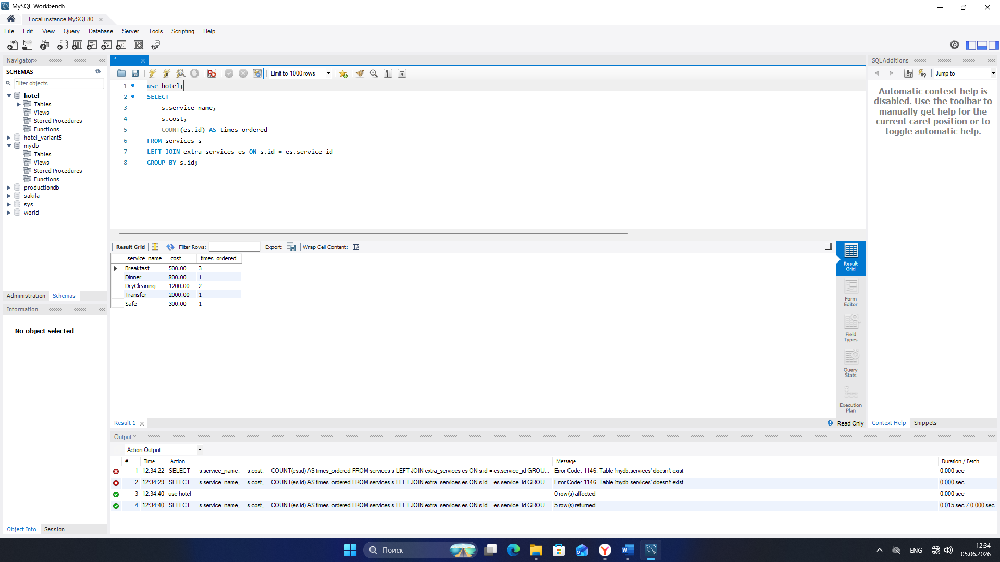 MySQL Workbench
Local instance MySQL80
File Edit View Query Database Server Tools Scripting Help
Navigator
SCHEMAS
Filter objects
hotel
Tables
Views
Stored Procedures
Functions
hotel_variant5
mydb
Tables
Views
Stored Procedures
Functions
productiondb
sakila
sys
world
Administration Schemas
Information
No object selected
Object Info Session
*
Limit to 1000 rows
1 use hotel;
2 SELECT
3 s.service_name,
4 s.cost,
5 COUNT(es.id) AS times_ordered
6 FROM services s
7 LEFT JOIN extra_services es ON s.id = es.service_id
8 GROUP BY s.id;
Result Grid Filter Rows: Export: Wrap Cell Content:
service_name cost times_ordered
Breakfast 500.00 3
Dinner 800.00 1
DryCleaning 1200.00 2
Transfer 2000.00 1
Safe 300.00 1
Result Grid
Form Editor
Field Types
Query Stats
Execution Plan
Result 1
Read Only
SQLAdditions
Jump to
Automatic context help is
disabled. Use the toolbar to
manually get help for the
current caret position or to
toggle automatic help.
Context Help Snippets
Output
Action Output
# Time Action Message Duration / Fetch
1 12:34:22 SELECT s.service_name, s.cost, COUNT(es.id) AS times_ordered FROM services s LEFT JOIN extra_services es ON s.id = es.service_id GROU... Error Code: 1146. Table 'mydb.services' doesn't exist 0.000 sec
2 12:34:29 SELECT s.service_name, s.cost, COUNT(es.id) AS times_ordered FROM services s LEFT JOIN extra_services es ON s.id = es.service_id GROU... Error Code: 1146. Table 'mydb.services' doesn't exist 0.000 sec
3 12:34:40 use hotel 0 row(s) affected 0.000 sec
4 12:34:40 SELECT s.service_name, s.cost, COUNT(es.id) AS times_ordered FROM services s LEFT JOIN extra_services es ON s.id = es.service_id GROU... 5 row(s) returned 0.015 sec / 0.000 sec
Поиск
ENG
12:34
05.06.2026